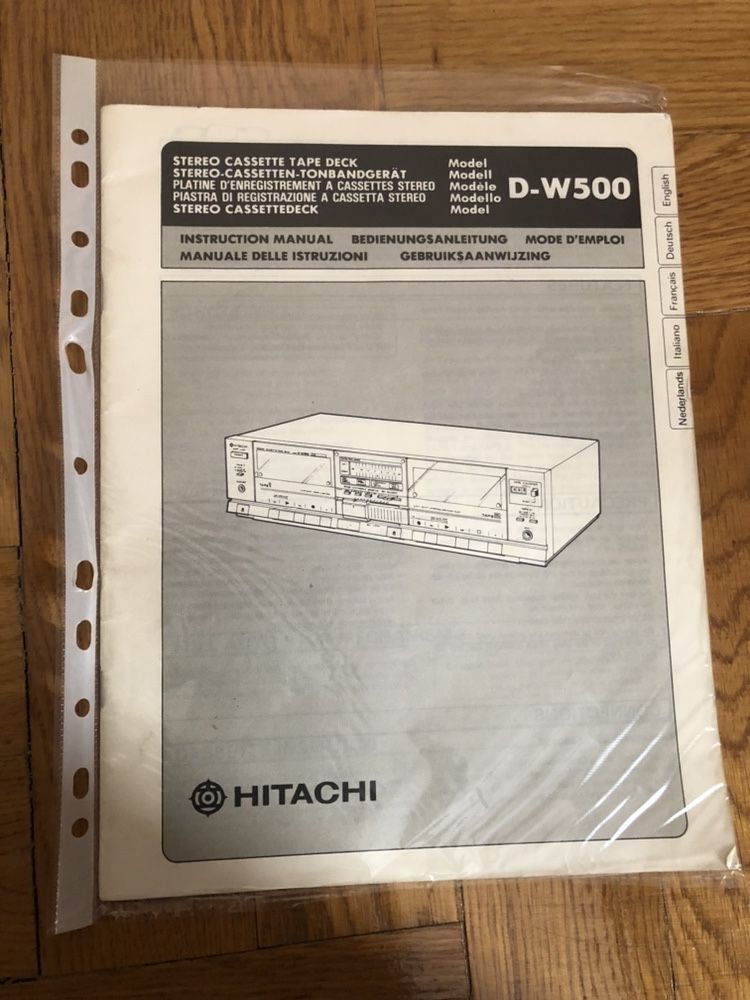 STEREO CASSETTE TAPE DECK Model
STEREO-CASSETTEN-TONBANDGERÄT Modell
PLATINE D'ENREGISTREMENT A CASSETTES STEREO Modèle
PIASTRA DI REGISTRAZIONE A CASSETTA STEREO Modello
STEREO CASSETTEDECK Model
D-W500
INSTRUCTION MANUAL BEDIENUNGSANLEITUNG MODE D'EMPLOI
MANUALE DELLE ISTRUZIONI GEBRUIKSAANWIJZING
English
Deutsch
Français
Italiano
Nederlands
HITACHI
HITACHI